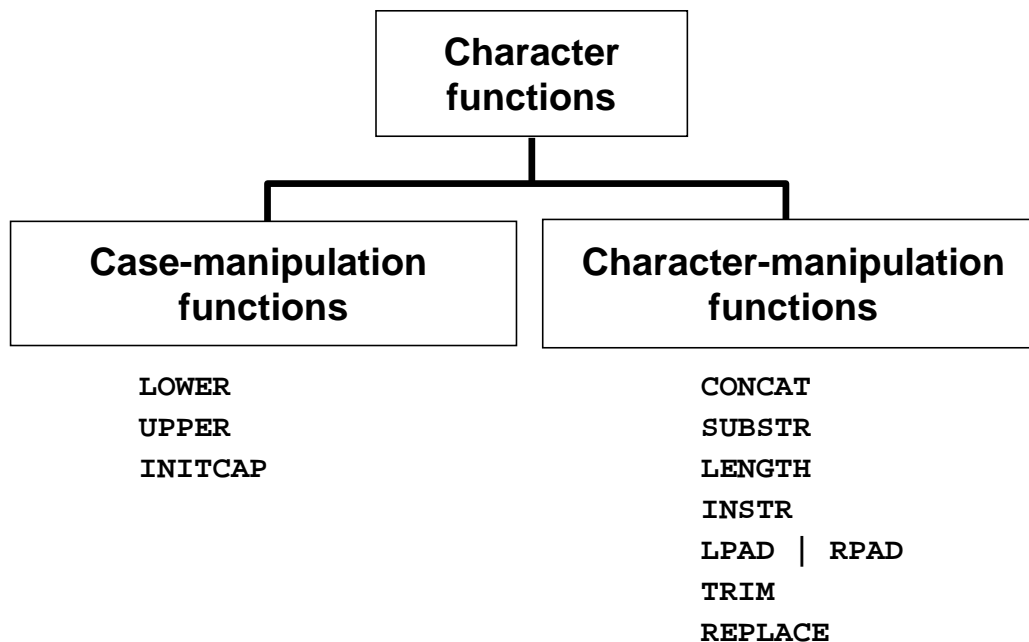 Character
functions
Case-manipulation
functions
Character-manipulation
functions
LOWER
UPPER
INITCAP
CONCAT
SUBSTR
LENGTH
INSTR
LPAD | RPAD
TRIM
REPLACE